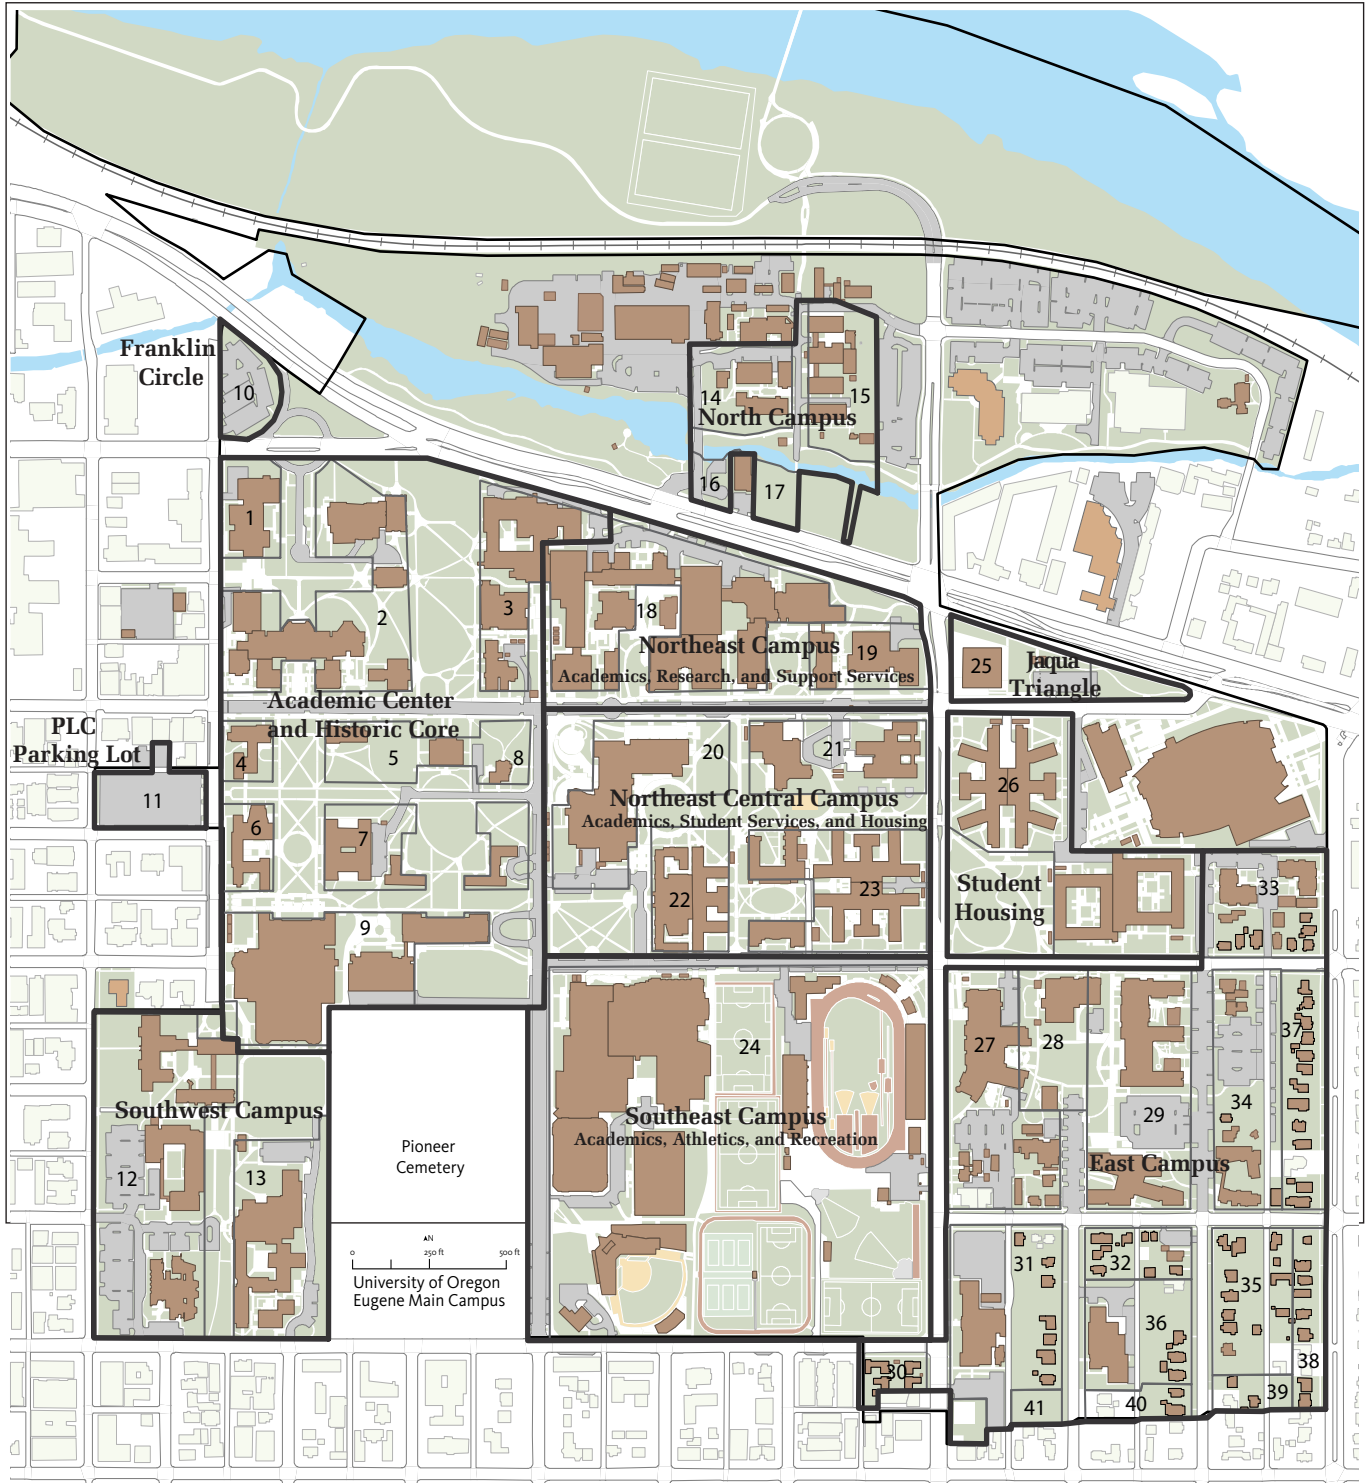 Franklin
Circle
10
14
15
North Campus
16
17
1
2
3
18
Northeast Campus
19
Academics, Research, and Support Services
25
Jaqua
Triangle
Academic Center
and Historic Core
PLC
Parking Lot
11
4
5
8
6
7
9
20
21
Northeast Central Campus
Academics, Student Services, and Housing
22
23
26
Student
Housing
33
24
Southeast Campus
Academics, Athletics, and Recreation
27
28
29
34
37
East Campus
Southwest Campus
12
13
Pioneer
Cemetery
N
0 250 ft 500 ft
University of Oregon
Eugene Main Campus
31
32
35
36
38
30
39
40
41